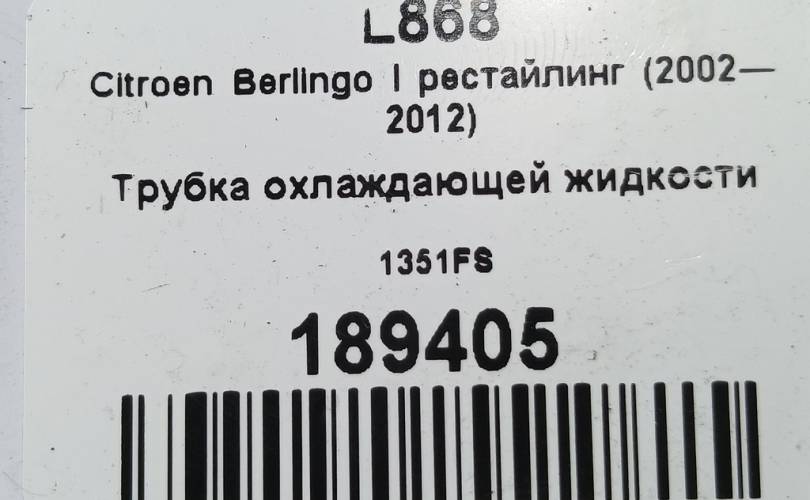 L868
Citroen Berlingo I рестайлинг (2002—
2012)
Трубка охлаждающей жидкости
1351FS
189405